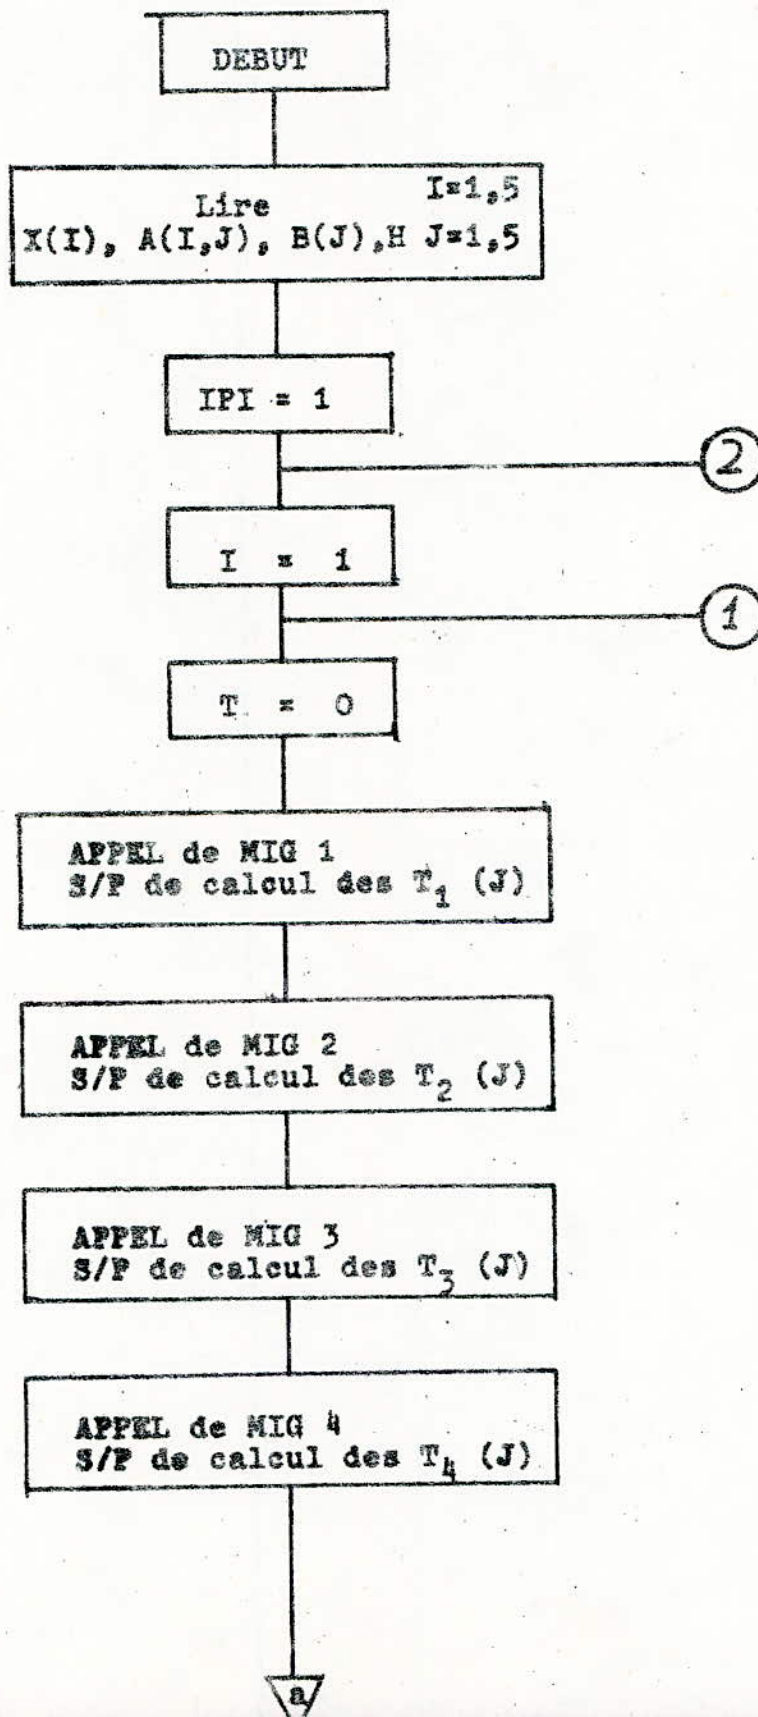 DEBUT
Lire I=1,5
X(I), A(I,J), B(J),H J=1,5
IPI = 1
2
I = 1
1
T = 0
APPEL de MIG 1
S/P de calcul des T₁ (J)
APPEL de MIG 2
S/P de calcul des T₂ (J)
APPEL de MIG 3
S/P de calcul des T₃ (J)
APPEL de MIG 4
S/P de calcul des T₄ (J)
a